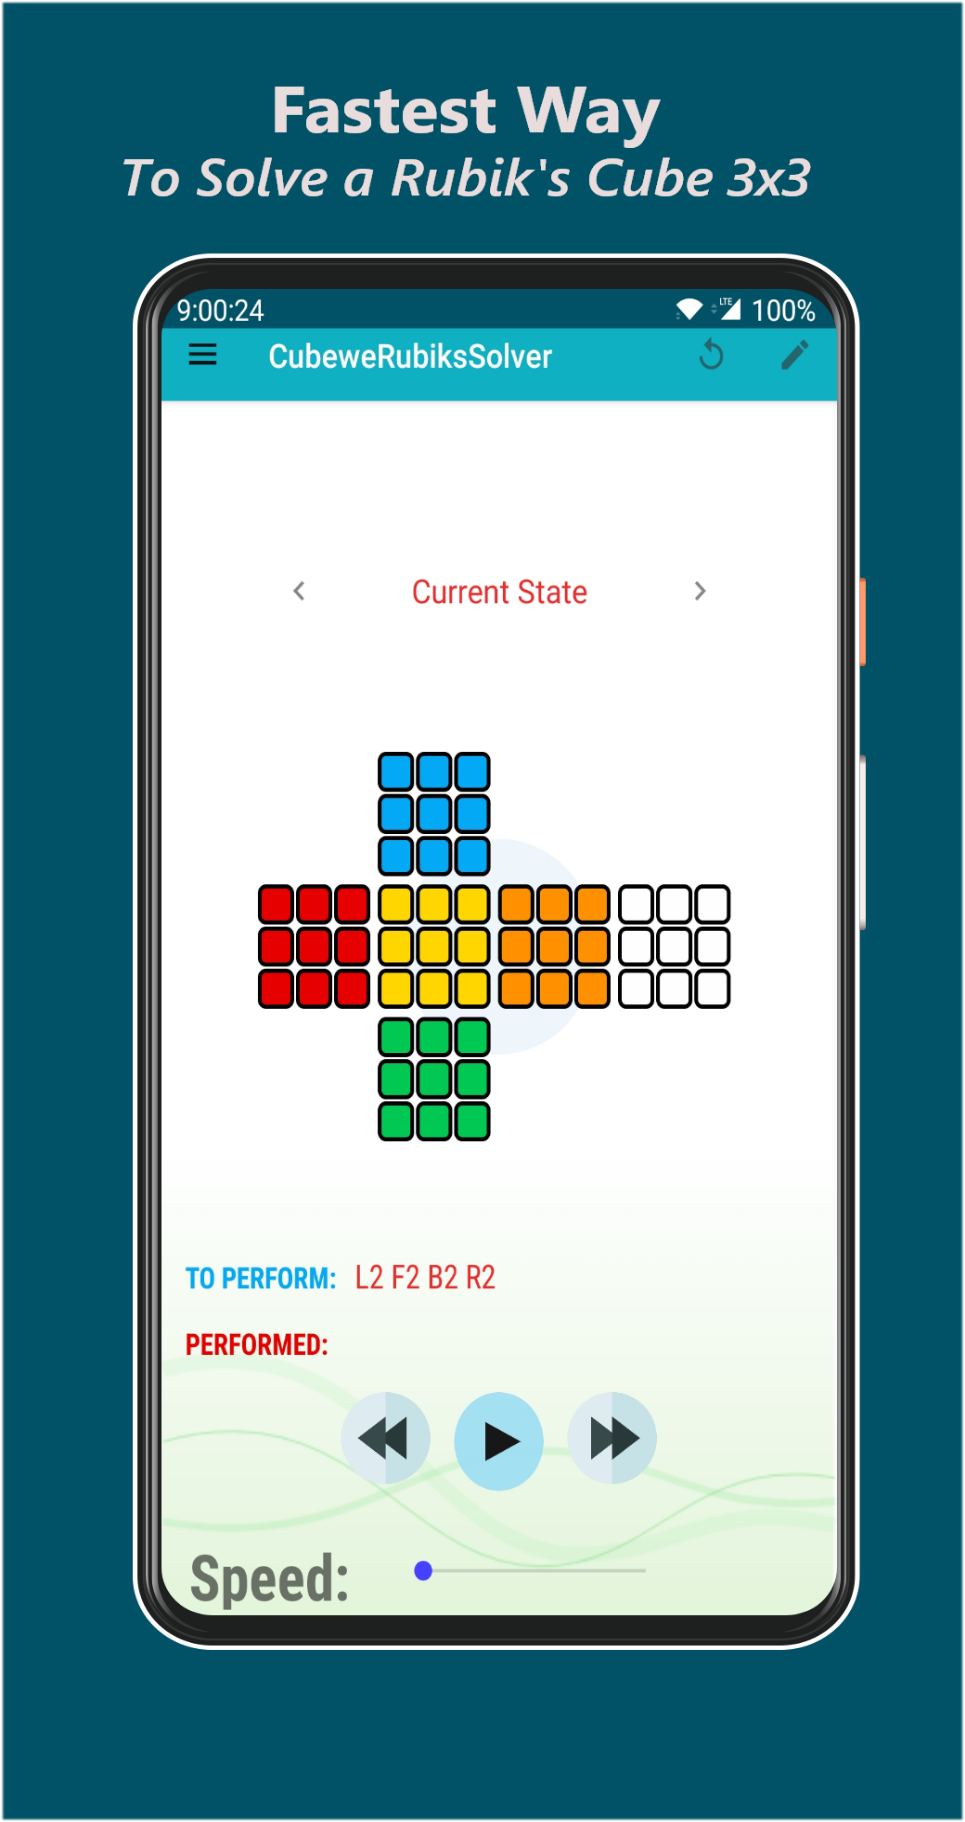 Fastest Way
To Solve a Rubik's Cube 3x3
9:00:24 LTE 100%
CubeweRubiksSolver
Current State
TO PERFORM: L2 F2 B2 R2
PERFORMED:
Speed: